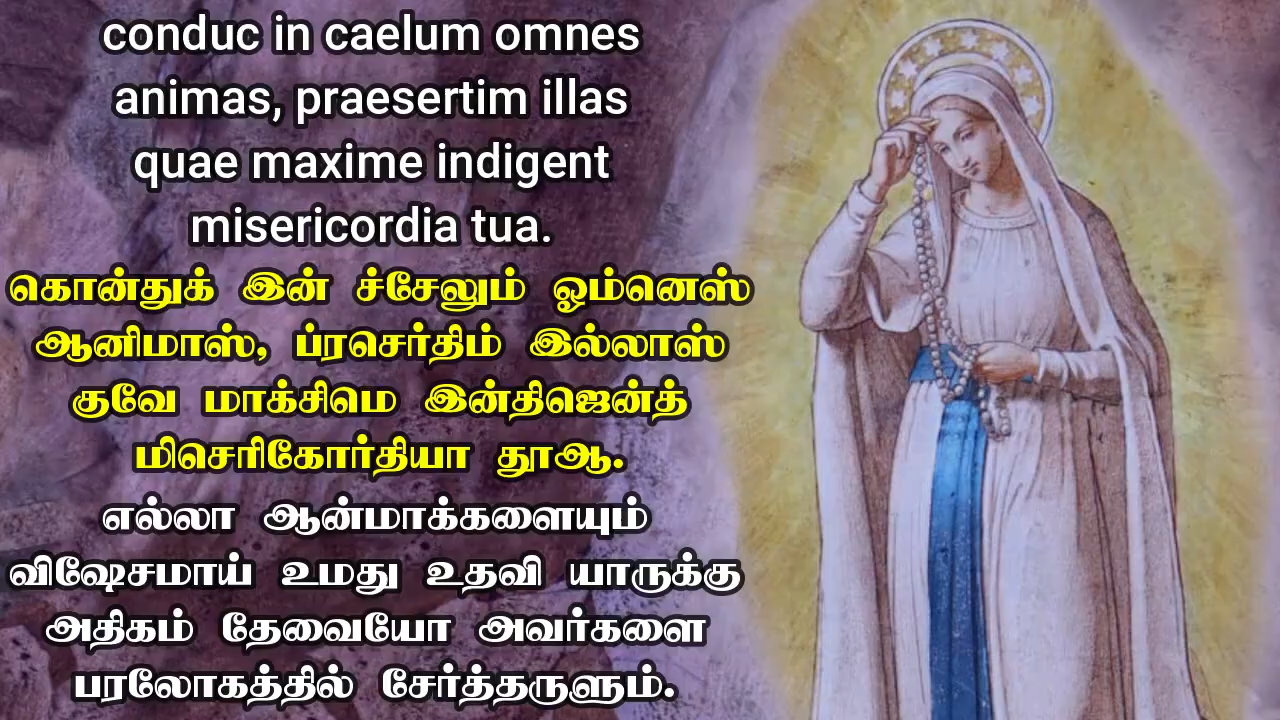 conduc in caelum omnes
animas, praesertim illas
quae maxime indigent
misericordia tua.
கொன்துக் இன் ச்சேலும் ஓம்னெஸ்
ஆனிமாஸ், ப்ரசெர்திம் இல்லாஸ்
குவே மாக்சிமெ இன்திஜென்த்
மிசெரிகோர்தியா தூஆ.
எல்லா ஆன்மாக்களையும்
விஷேசமாய் உமது உதவி யாருக்கு
அதிகம் தேவையோ அவர்களை
பரலோகத்தில் சேர்த்தருளும்.